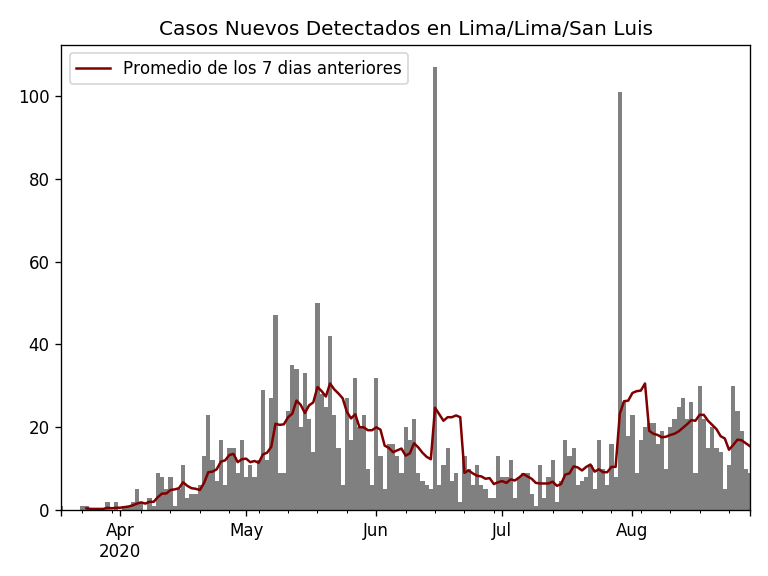 Casos Nuevos Detectados en Lima/Lima/San Luis
Promedio de los 7 dias anteriores
100
80
60
40
20
0
Apr
2020
May
Jun
Jul
Aug